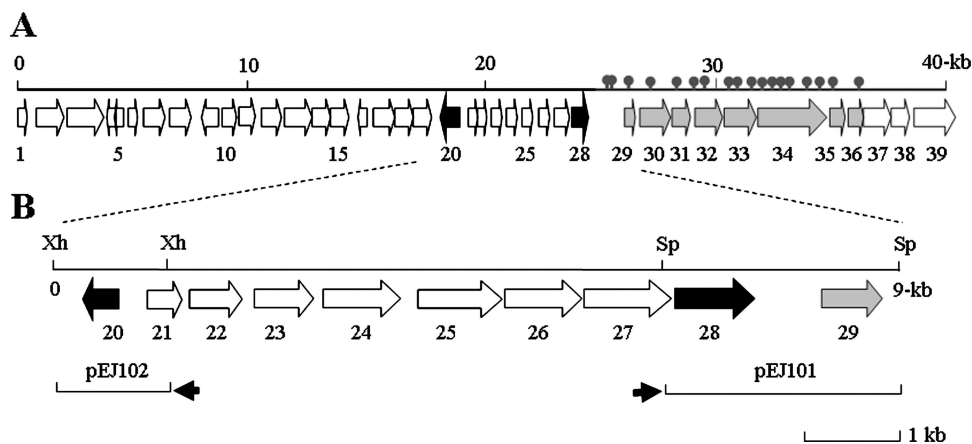 A
0 10 20 30 40-kb
1 5 10 15 20 25 28 29 30 31 32 33 34 35 36 37 38 39
B
Xh Xh Sp Sp
0 9-kb
20 21 22 23 24 25 26 27 28 29
pEJ102 pEJ101
1 kb